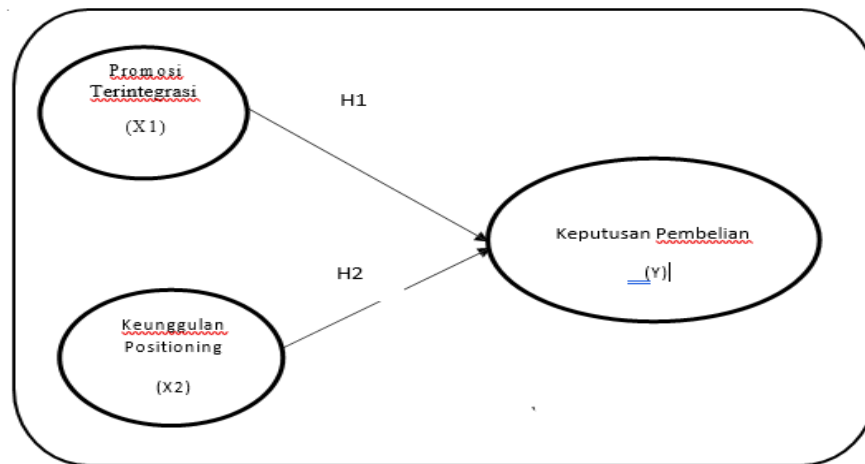 Promosi
Terintegrasi
(X1)
H1
Keputusan Pembelian
(Y)
H2
Keunggulan
Positioning
(X2)